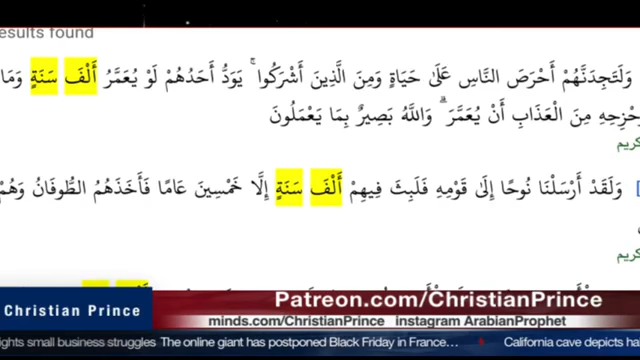 esults found
وَلَتَجِدَنَّهُمْ أَحْرَصَ النَّاسِ عَلَىٰ حَيَاةٍ وَمِنَ الَّذِينَ أَشْرَكُوا ۚ يَوَدُّ أَحَدُهُمْ لَوْ يُعَمَّرُ أَلْفَ سَنَةٍ وَمَا
حْزِحِهِ مِنَ الْعَذَابِ أَنْ يُعَمَّرَ ۗ وَاللَّهُ بَصِيرٌ بِمَا يَعْمَلُونَ
كريم
وَلَقَدْ أَرْسَلْنَا نُوحًا إِلَىٰ قَوْمِهِ فَلَبِثَ فِيهِمْ أَلْفَ سَنَةٍ إِلَّا خَمْسِينَ عَامًا فَأَخَذَهُمُ الطُّوفَانُ وَهُمْ
كريم
Christian Prince
Patreon.com/ChristianPrince
minds.com/ChristianPrince instagram ArabianProphet
ights small business struggles The online giant has postponed Black Friday in France… California cave depicts ha